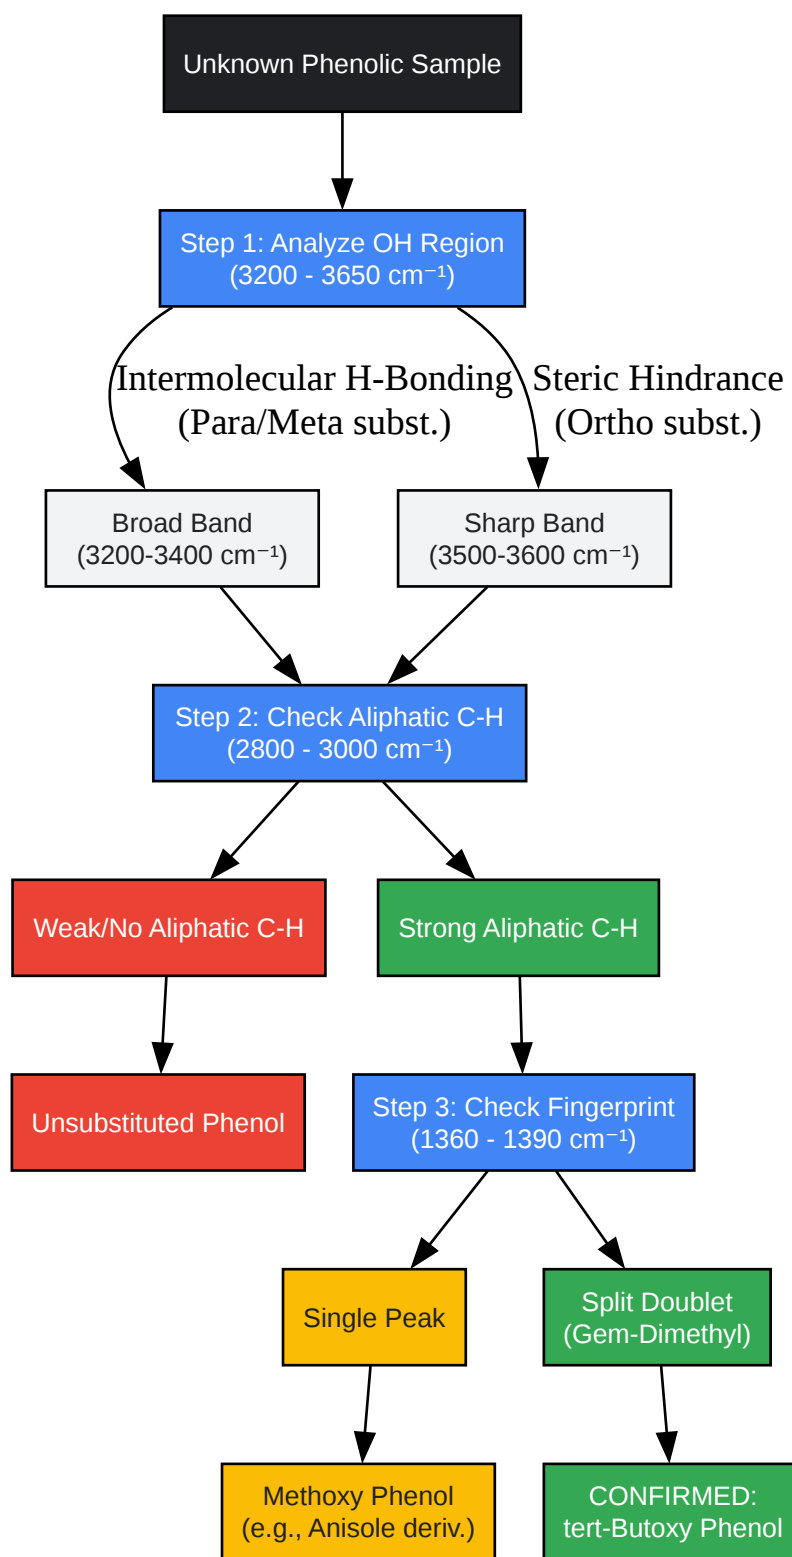 Unknown Phenolic Sample
Step 1: Analyze OH Region
(3200 - 3650 cm⁻¹)
Intermolecular H-Bonding
(Para/Meta subst.)
Steric Hindrance
(Ortho subst.)
Broad Band
(3200-3400 cm⁻¹)
Sharp Band
(3500-3600 cm⁻¹)
Step 2: Check Aliphatic C-H
(2800 - 3000 cm⁻¹)
Weak/No Aliphatic C-H
Strong Aliphatic C-H
Unsubstituted Phenol
Step 3: Check Fingerprint
(1360 - 1390 cm⁻¹)
Single Peak
Split Doublet
(Gem-Dimethyl)
Methoxy Phenol
(e.g., Anisole deriv.)
CONFIRMED:
tert-Butoxy Phenol